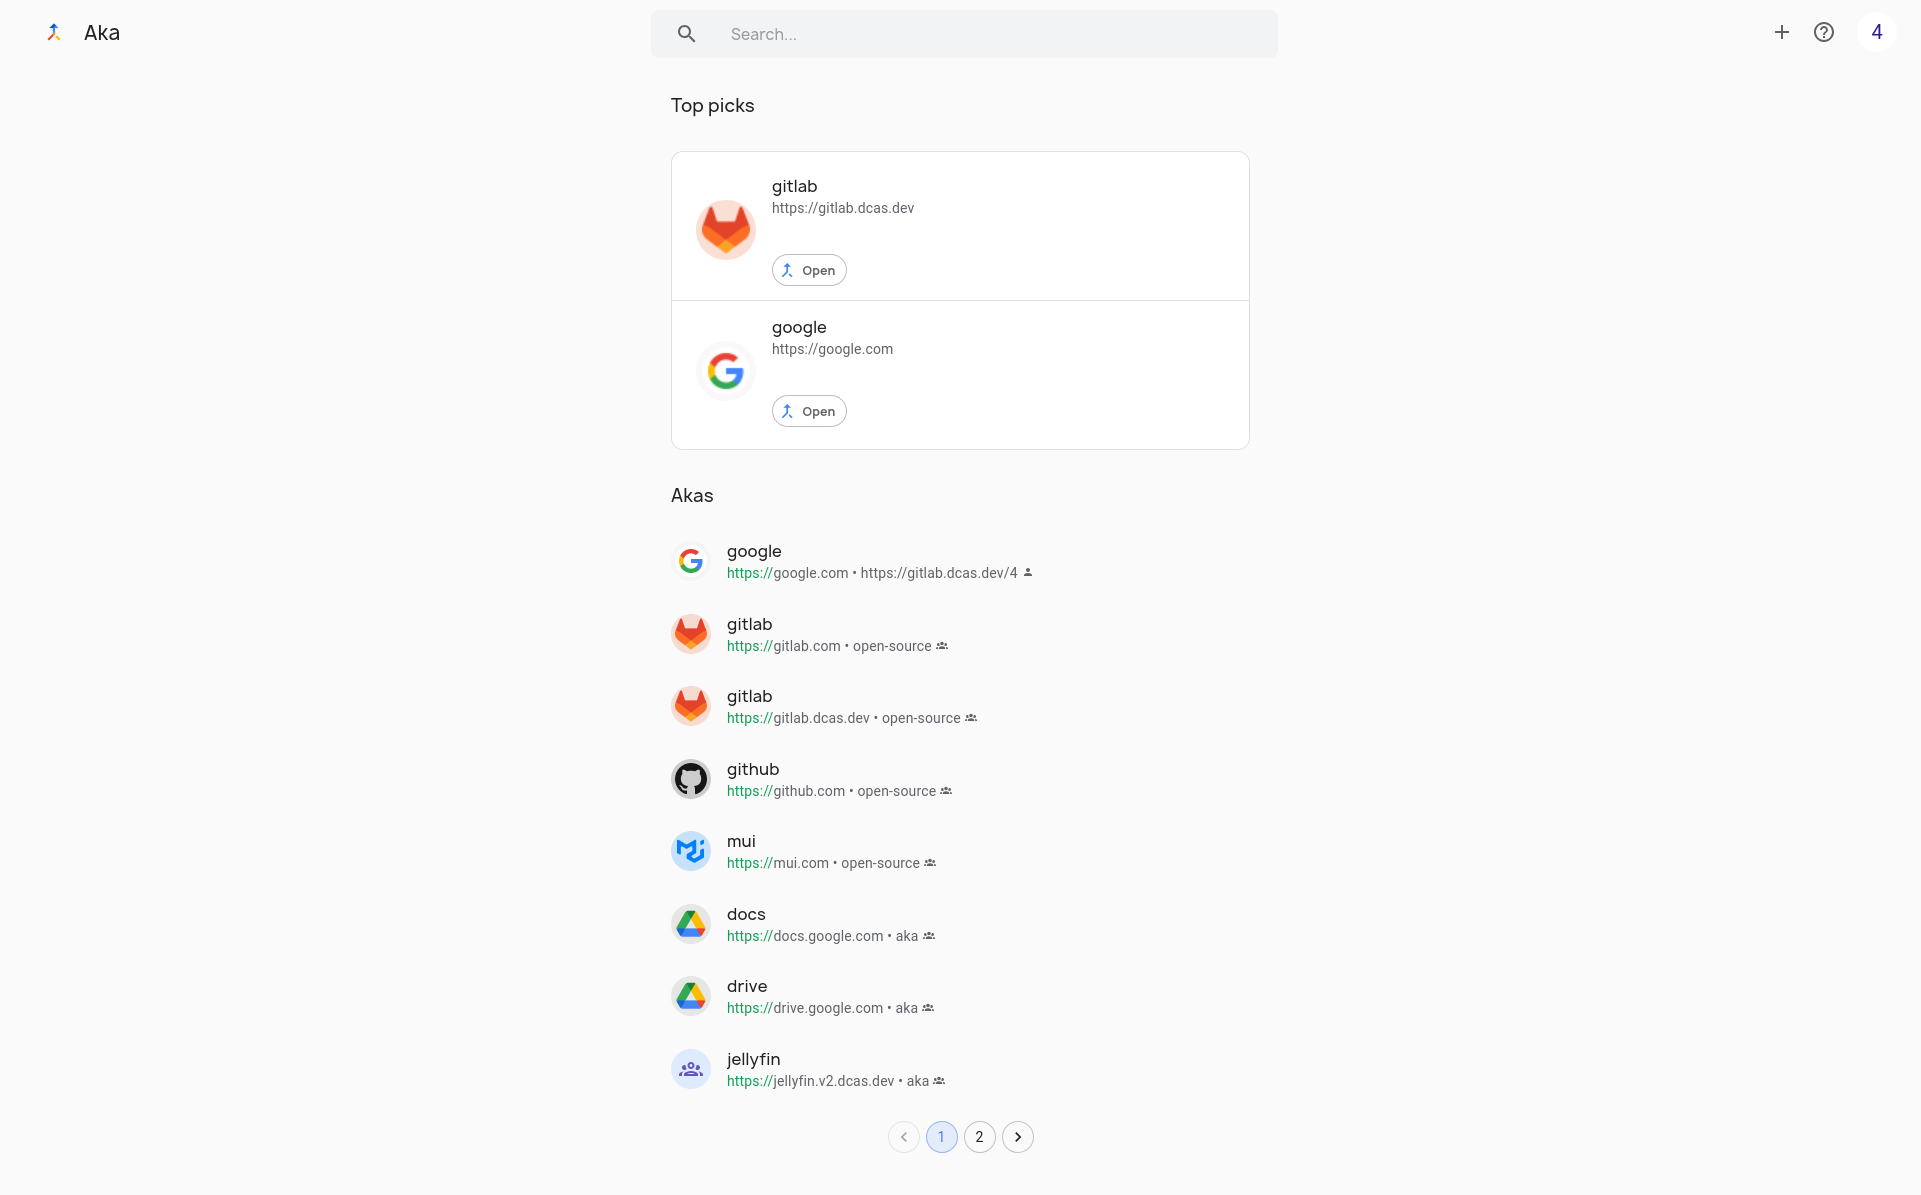 Aka
Search...
4
Top picks
gitlab
https://gitlab.dcas.dev
Open
google
https://google.com
Open
Akas
google
https://google.com • https://gitlab.dcas.dev/4
gitlab
https://gitlab.com • open-source
gitlab
https://gitlab.dcas.dev • open-source
github
https://github.com • open-source
mui
https://mui.com • open-source
docs
https://docs.google.com • aka
drive
https://drive.google.com • aka
jellyfin
https://jellyfin.v2.dcas.dev • aka
1 2